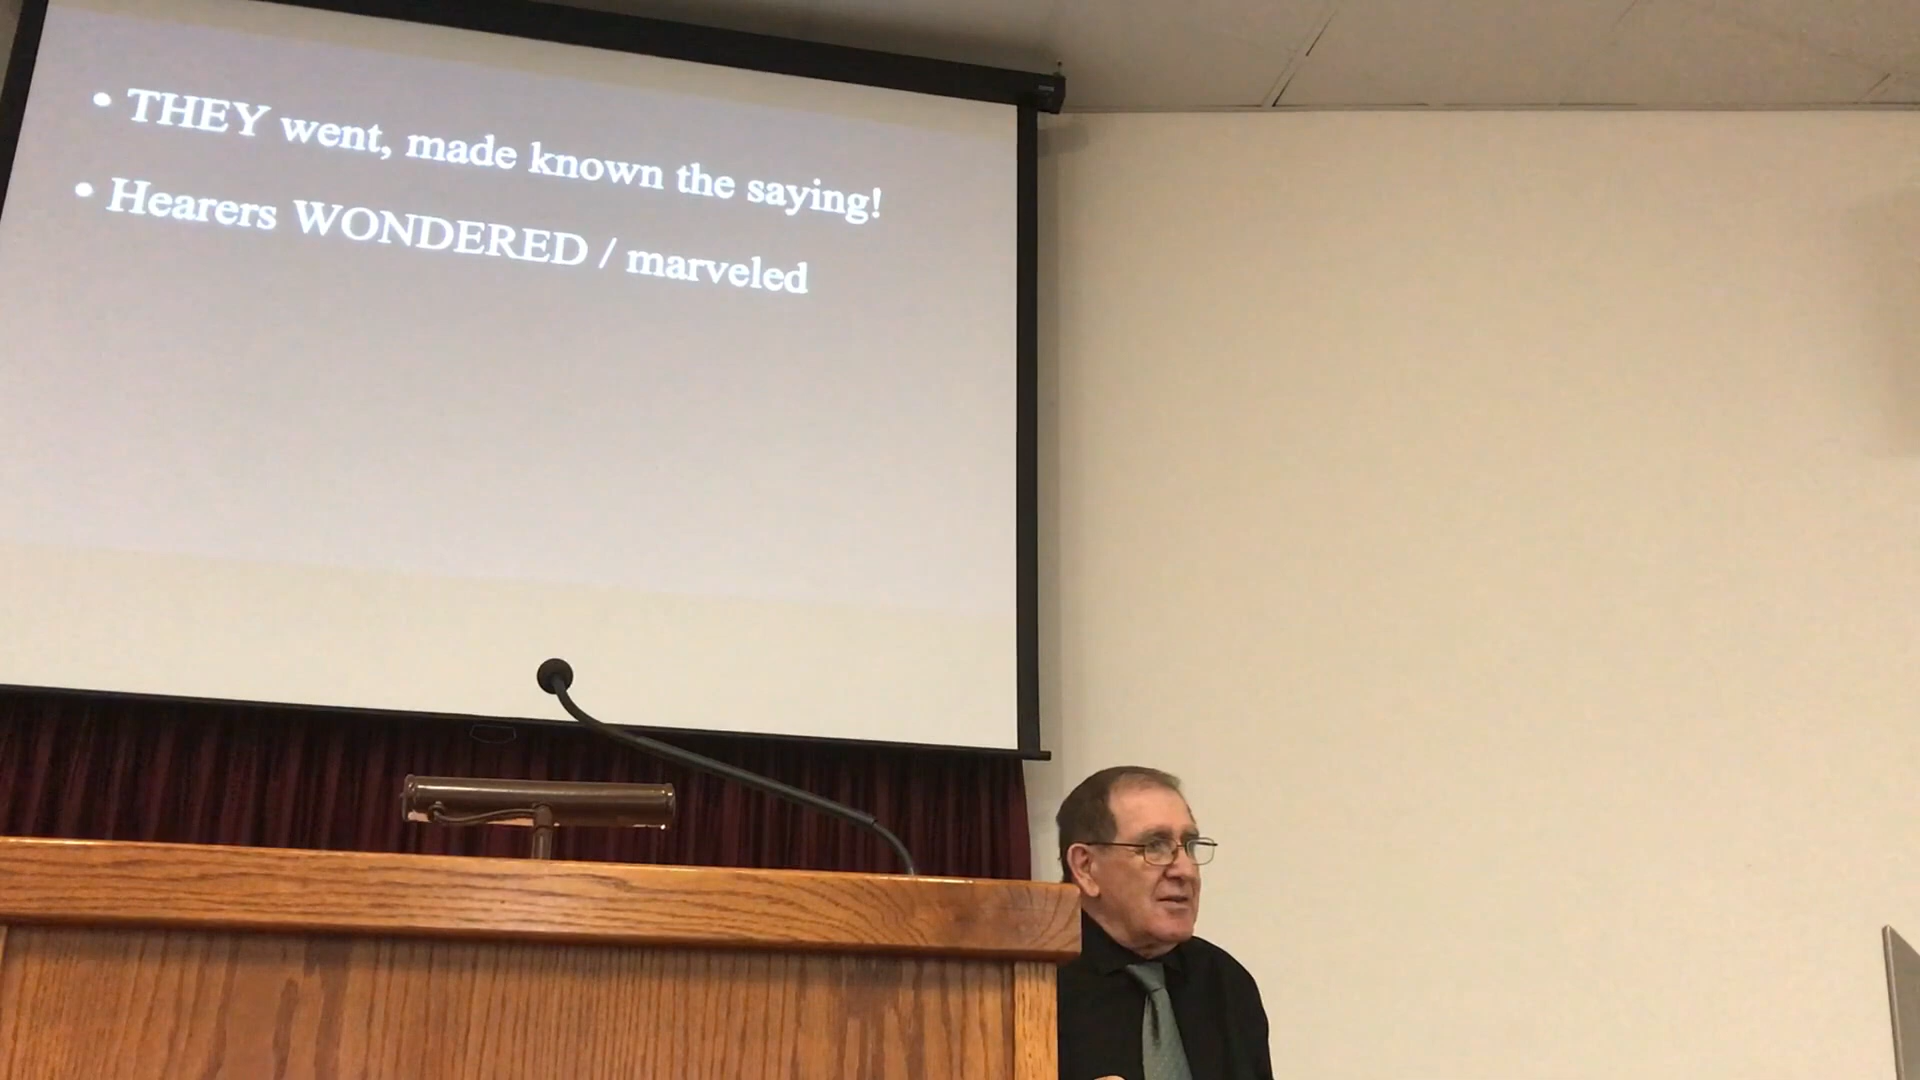 • THEY went, made known the saying!
• Hearers WONDERED / marveled